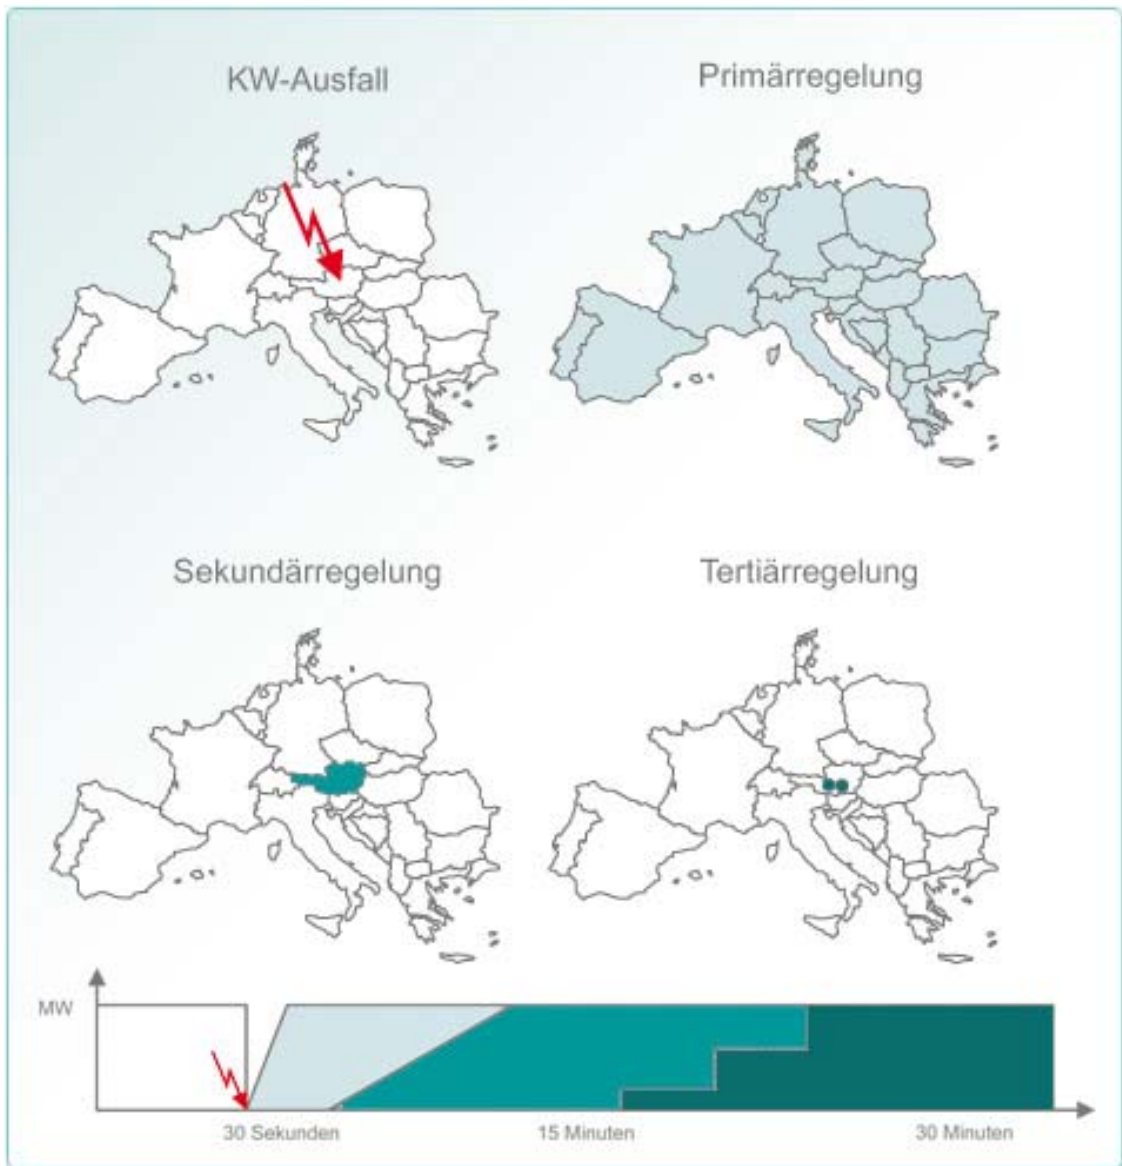 KW-Ausfall
Primärregelung
Sekundärregelung
Tertiärregelung
MW
30 Sekunden
15 Minuten
30 Minuten